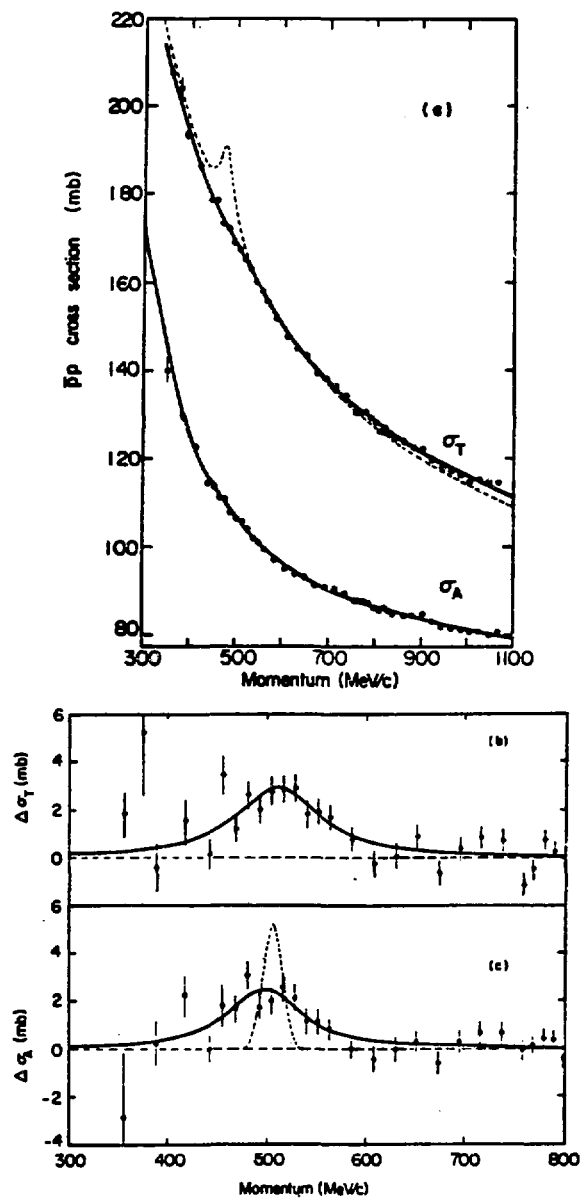 220
200
180
160
140
120
100
80
p̄p cross section (mb)
(a)
σT
σA
300 500 700 900 1100
Momentum (MeV/c)
6
4
2
0
ΔσT (mb)
(b)
6
4
2
0
-2
-4
ΔσA (mb)
(c)
300 400 500 600 700 800
Momentum (MeV/c)